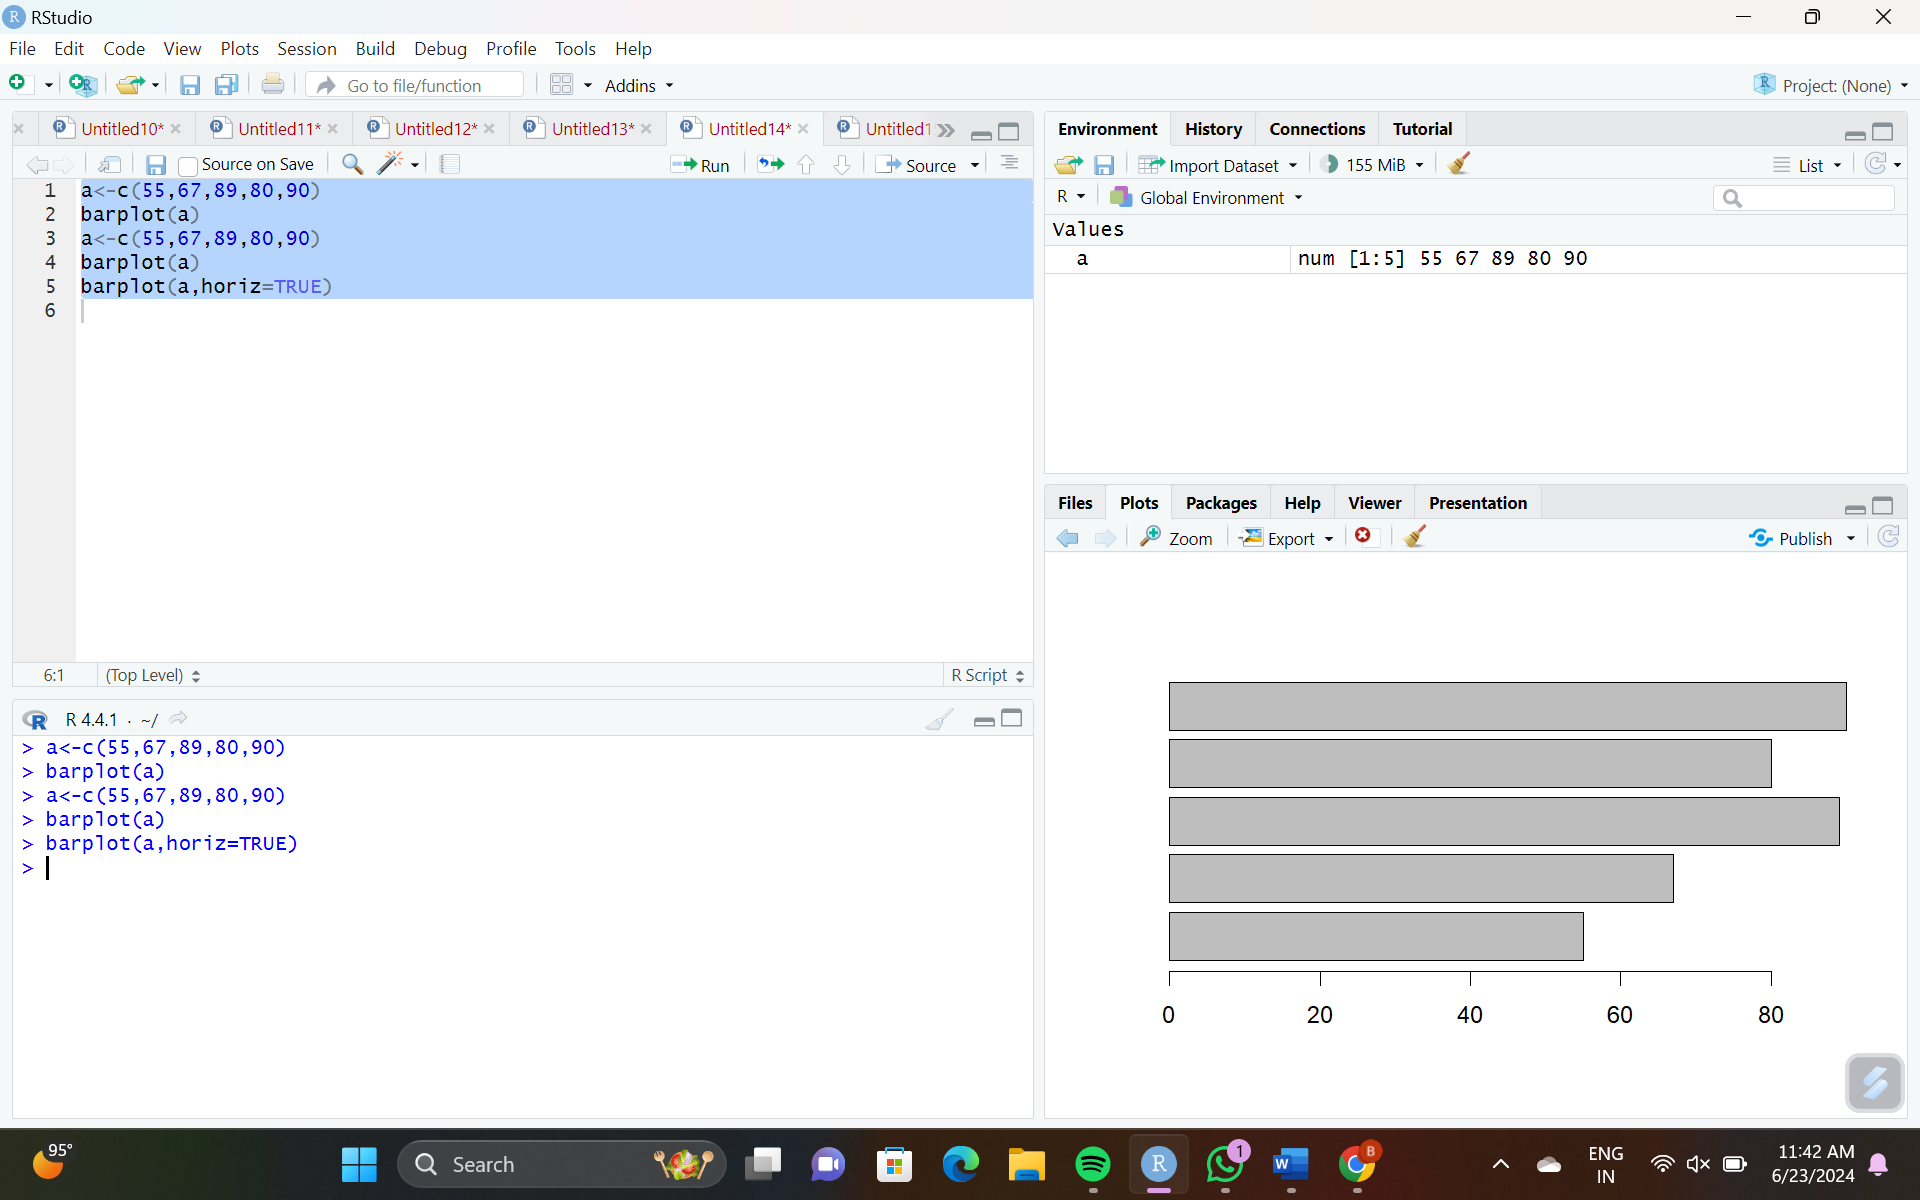 RStudio
File Edit Code View Plots Session Build Debug Profile Tools Help
Go to file/function Addins Project: (None)
Untitled10* Untitled11* Untitled12* Untitled13* Untitled14* Untitled1
Source on Save Run Source
1 a<-c(55,67,89,80,90)
2 barplot(a)
3 a<-c(55,67,89,80,90)
4 barplot(a)
5 barplot(a,horiz=TRUE)
6
6:1 (Top Level) R Script
R 4.4.1 · ~/
> a<-c(55,67,89,80,90)
> barplot(a)
> a<-c(55,67,89,80,90)
> barplot(a)
> barplot(a,horiz=TRUE)
>
Environment History Connections Tutorial
Import Dataset 155 MiB List
R Global Environment
Values
a num [1:5] 55 67 89 80 90
Files Plots Packages Help Viewer Presentation
Zoom Export Publish
0 20 40 60 80
95° Search 1 B ENG 11:42 AM
IN 6/23/2024